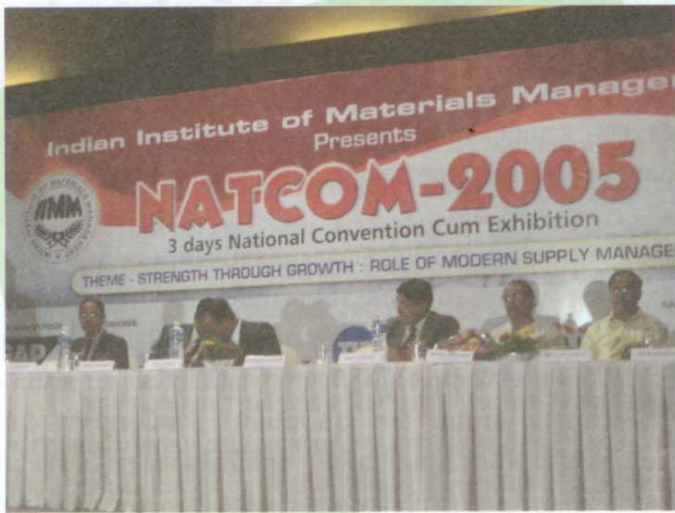 Indian Institute of Materials Manage
Presents
NATCOM-2005
3 days National Convention Cum Exhibition
THEME - STRENGTH THROUGH GROWTH : ROLE OF MODERN SUPPLY MANAGE
IIMM